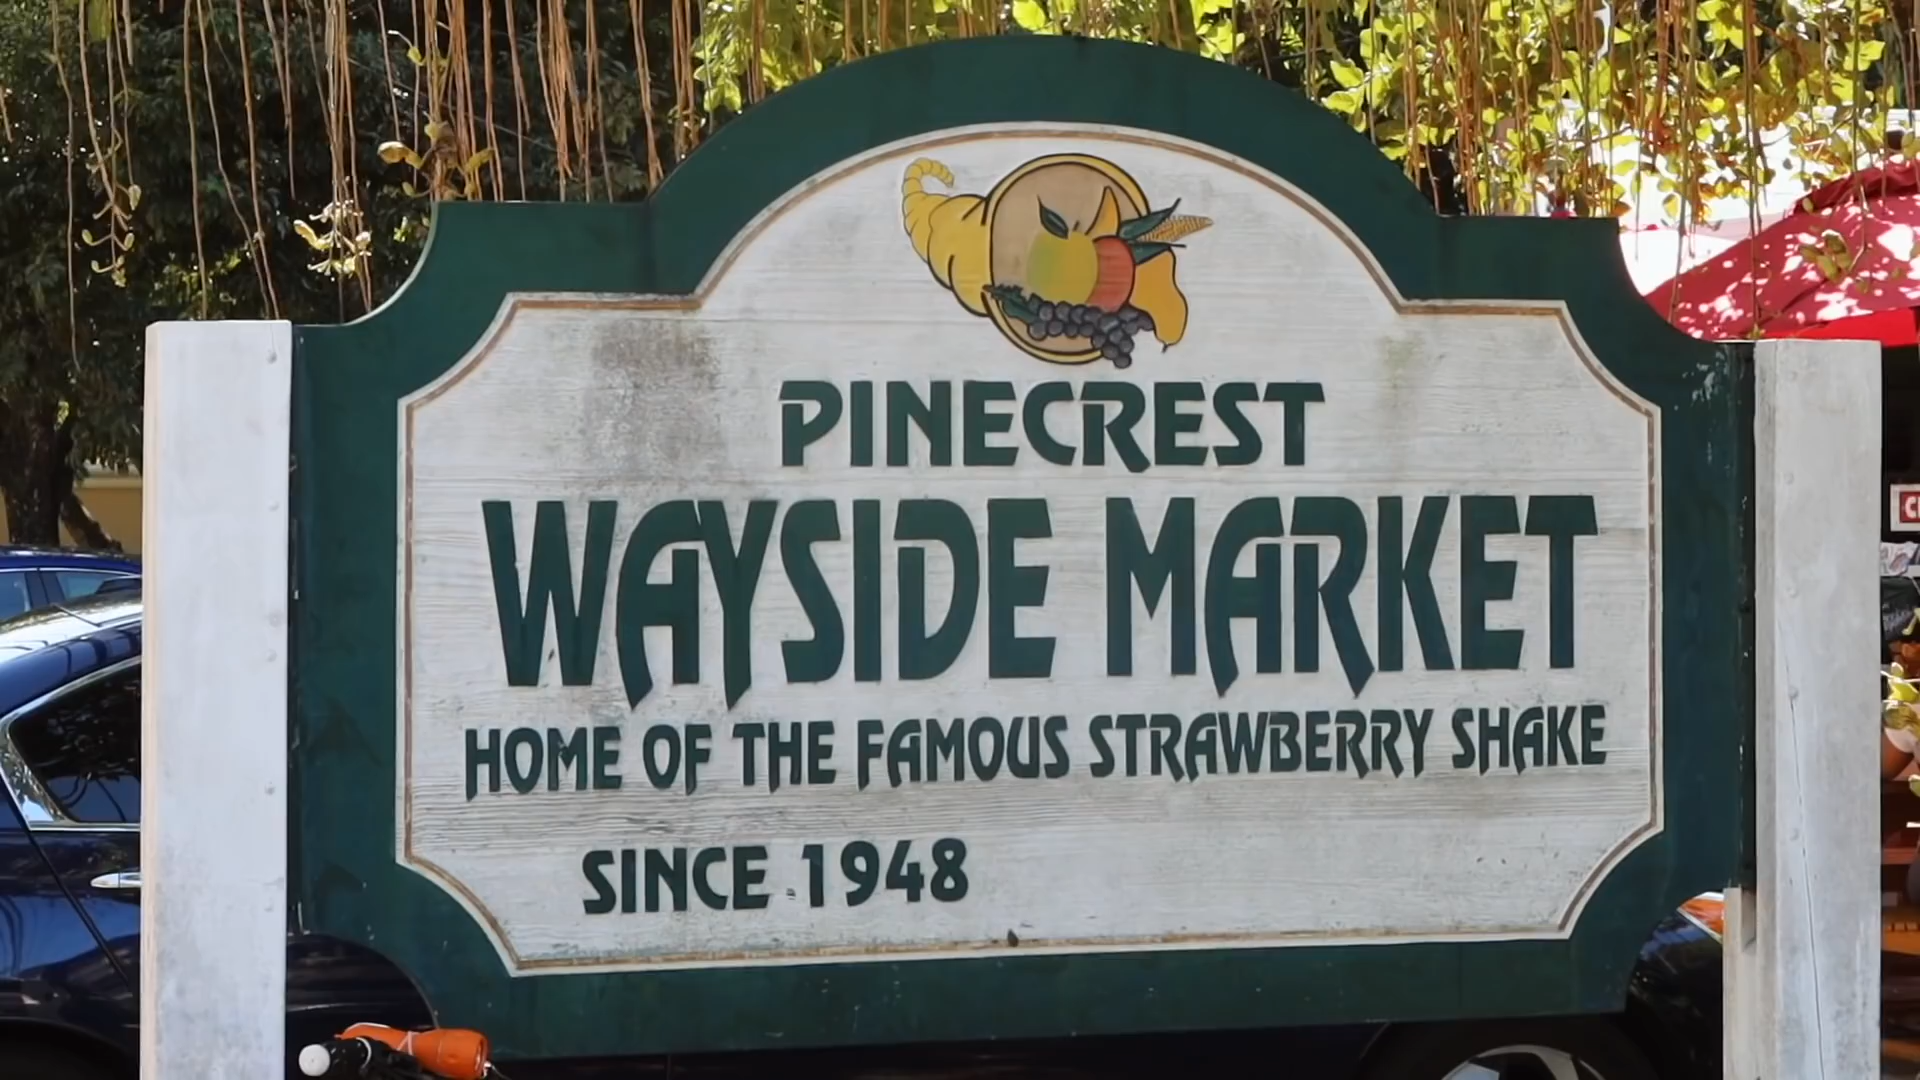 PINECREST
WAYSIDE MARKET
HOME OF THE FAMOUS STRAWBERRY SHAKE
SINCE 1948